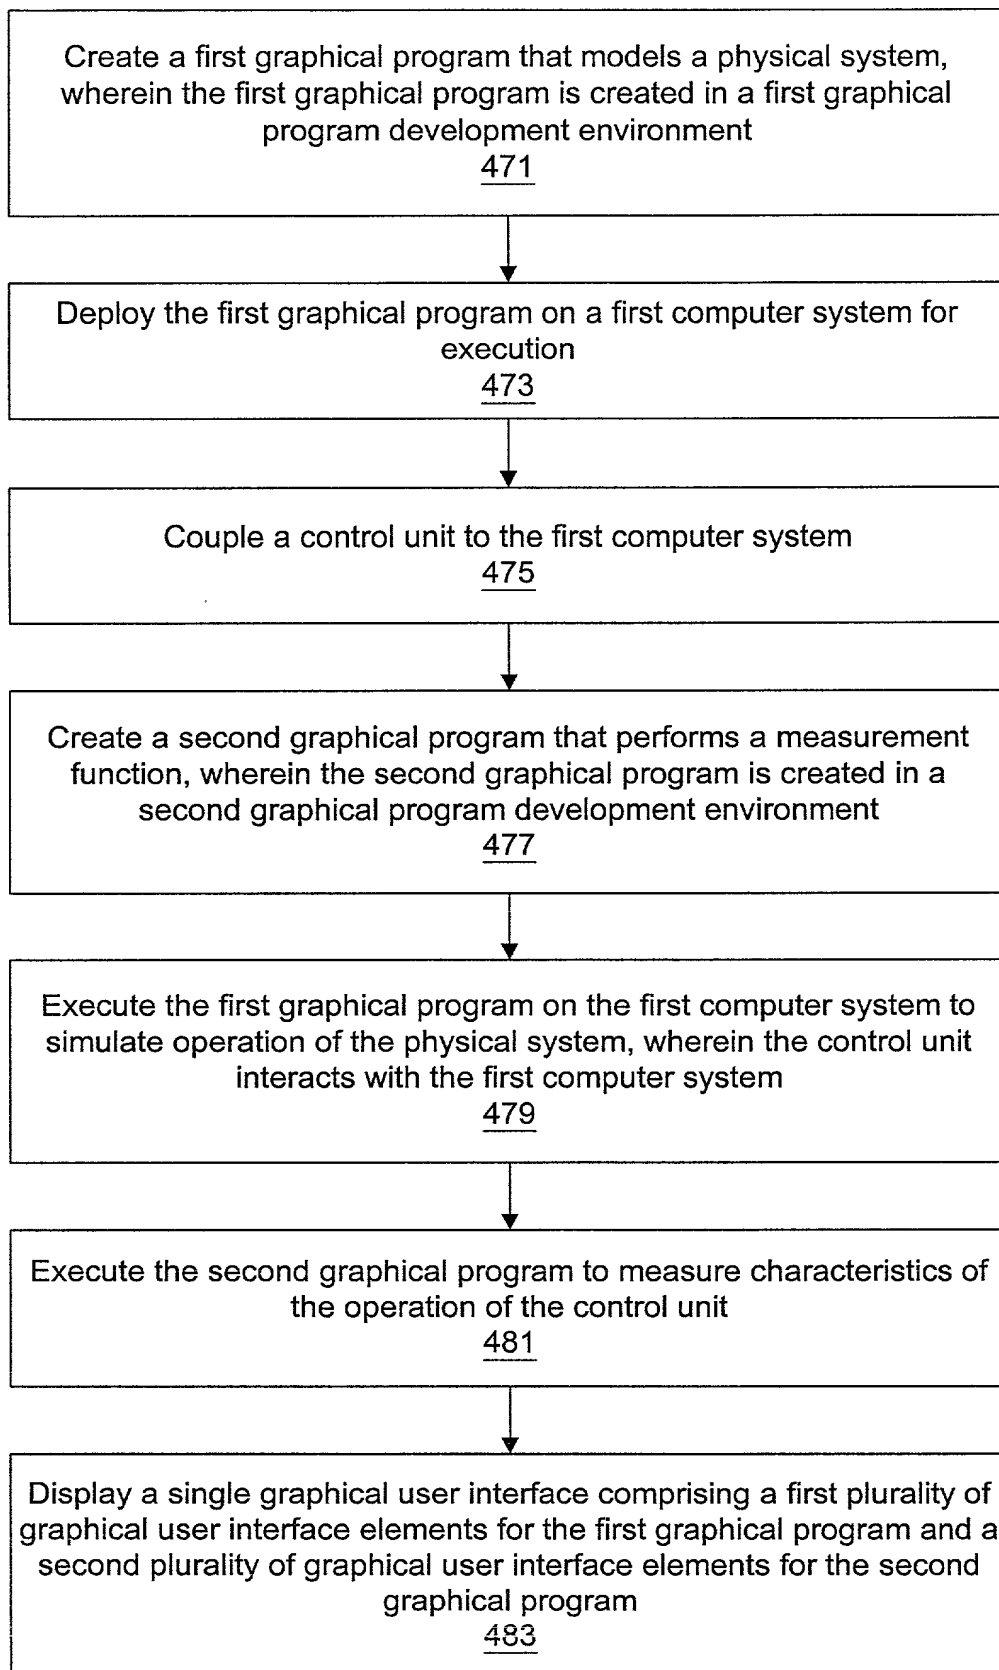 Create a first graphical program that models a physical system,
wherein the first graphical program is created in a first graphical
program development environment
471
Deploy the first graphical program on a first computer system for
execution
473
Couple a control unit to the first computer system
475
Create a second graphical program that performs a measurement
function, wherein the second graphical program is created in a
second graphical program development environment
477
Execute the first graphical program on the first computer system to
simulate operation of the physical system, wherein the control unit
interacts with the first computer system
479
Execute the second graphical program to measure characteristics of
the operation of the control unit
481
Display a single graphical user interface comprising a first plurality of
graphical user interface elements for the first graphical program and a
second plurality of graphical user interface elements for the second
graphical program
483